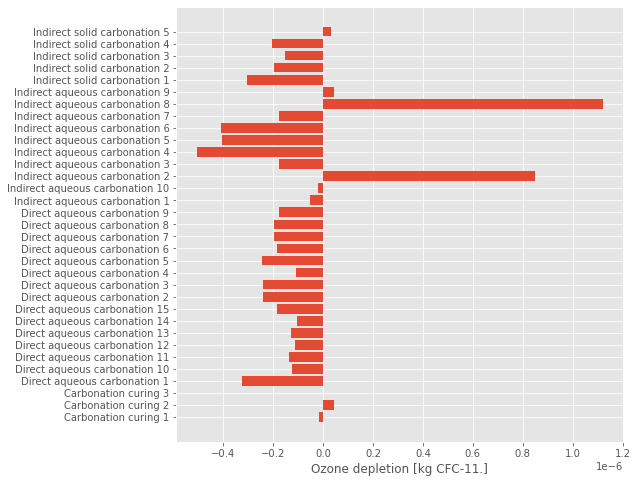 Indirect solid carbonation 5
Indirect solid carbonation 4
Indirect solid carbonation 3
Indirect solid carbonation 2
Indirect solid carbonation 1
Indirect aqueous carbonation 9
Indirect aqueous carbonation 8
Indirect aqueous carbonation 7
Indirect aqueous carbonation 6
Indirect aqueous carbonation 5
Indirect aqueous carbonation 4
Indirect aqueous carbonation 3
Indirect aqueous carbonation 2
Indirect aqueous carbonation 10
Indirect aqueous carbonation 1
Direct aqueous carbonation 9
Direct aqueous carbonation 8
Direct aqueous carbonation 7
Direct aqueous carbonation 6
Direct aqueous carbonation 5
Direct aqueous carbonation 4
Direct aqueous carbonation 3
Direct aqueous carbonation 2
Direct aqueous carbonation 15
Direct aqueous carbonation 14
Direct aqueous carbonation 13
Direct aqueous carbonation 12
Direct aqueous carbonation 11
Direct aqueous carbonation 10
Direct aqueous carbonation 1
Carbonation curing 3
Carbonation curing 2
Carbonation curing 1
−0.4 −0.2 0.0 0.2 0.4 0.6 0.8 1.0 1.2
Ozone depletion [kg CFC-11.]
1e−6